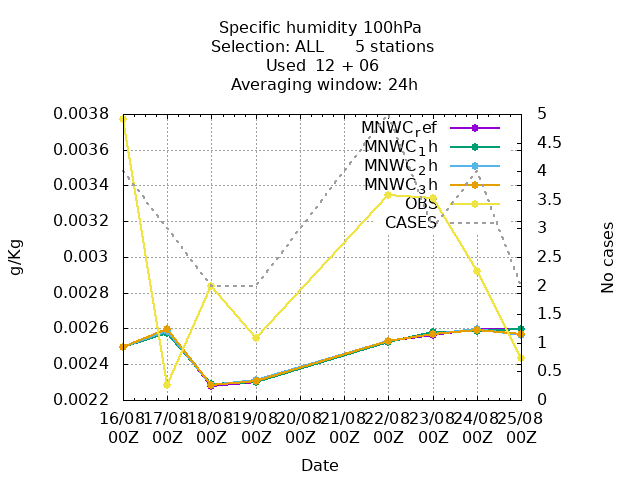 Specific humidity 100hPa
Selection: ALL 5 stations
Used 12 + 06
Averaging window: 24h
g/Kg
0.0038
0.0036
0.0034
0.0032
0.003
0.0028
0.0026
0.0024
0.0022
MNWCref
MNWC1h
MNWC2h
MNWC3h
OBS
CASES
5
4.5
4
3.5
3
2.5
2
1.5
1
0.5
0
No cases
16/08 17/08 18/08 19/08 20/08 21/08 22/08 23/08 24/08 25/08
00Z 00Z 00Z 00Z 00Z 00Z 00Z 00Z 00Z 00Z
Date